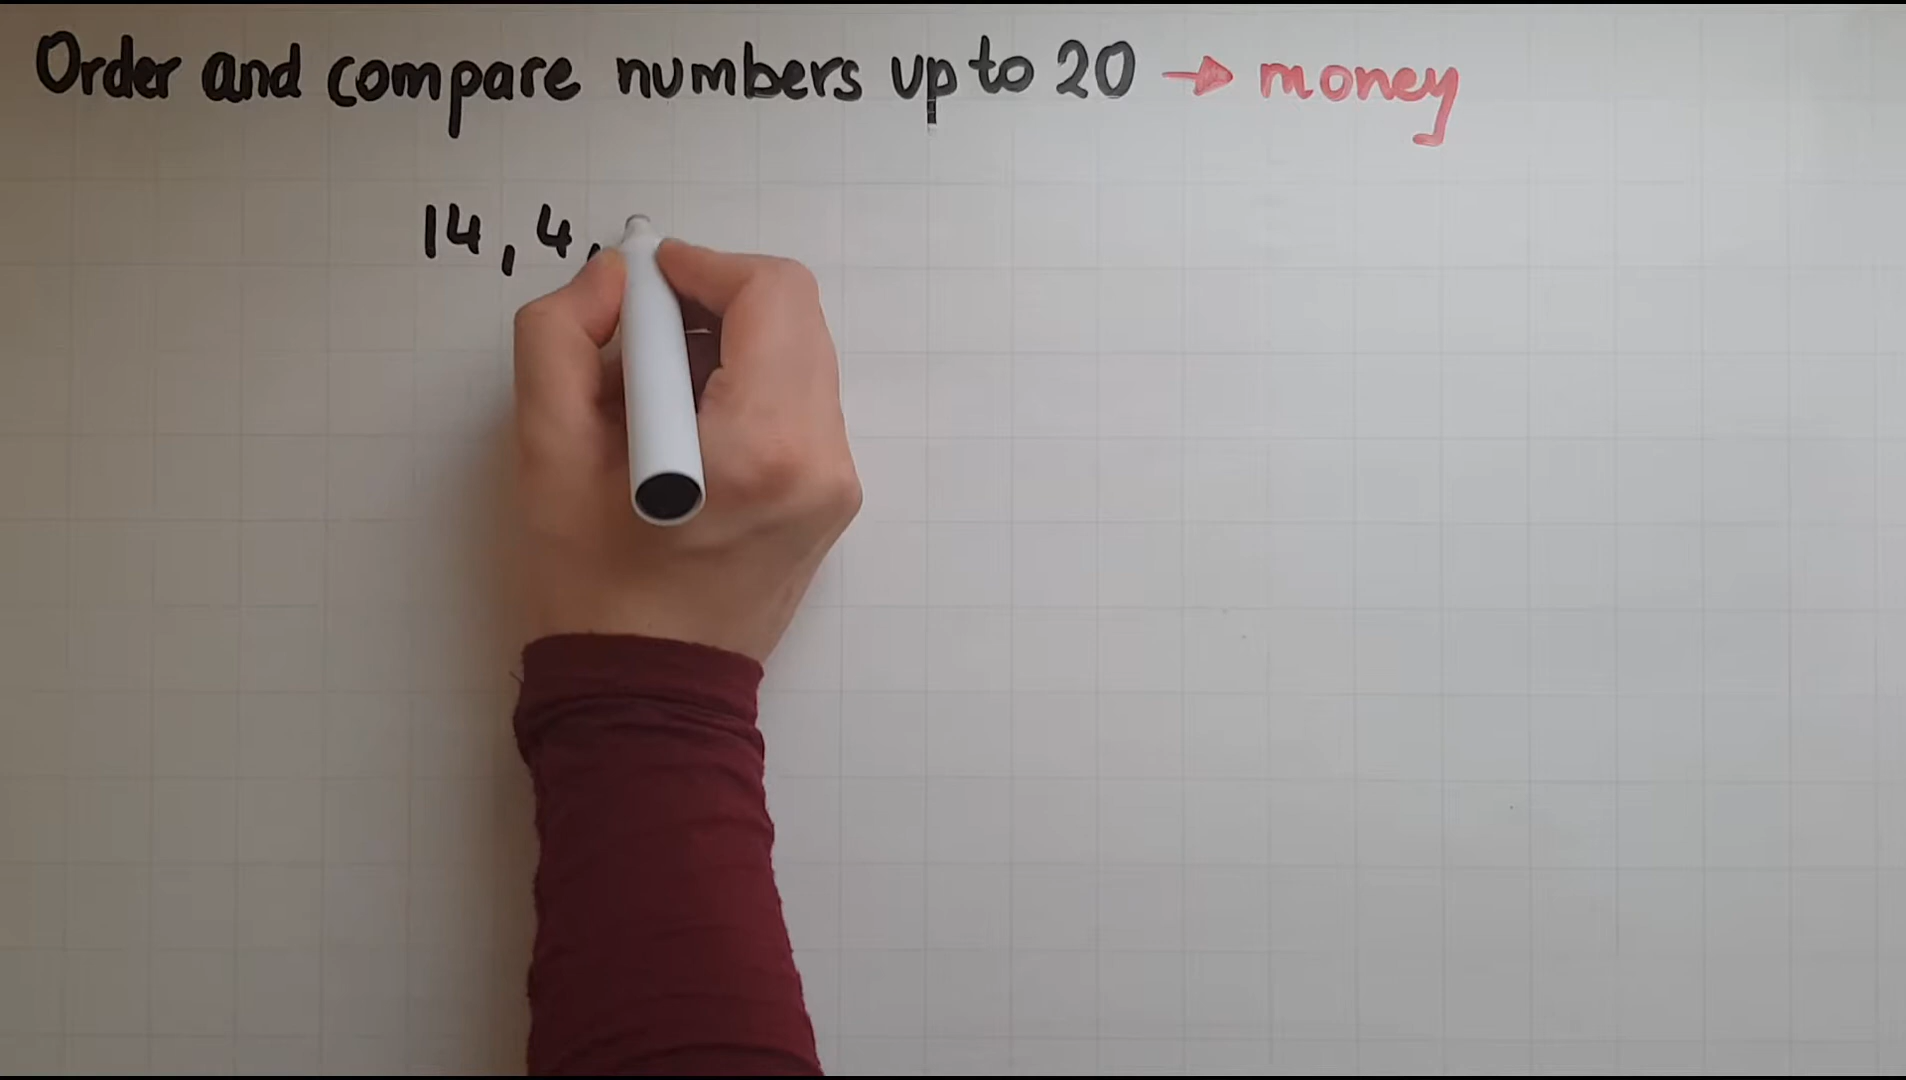 Order and compare numbers up to 20 → money
14, 4,